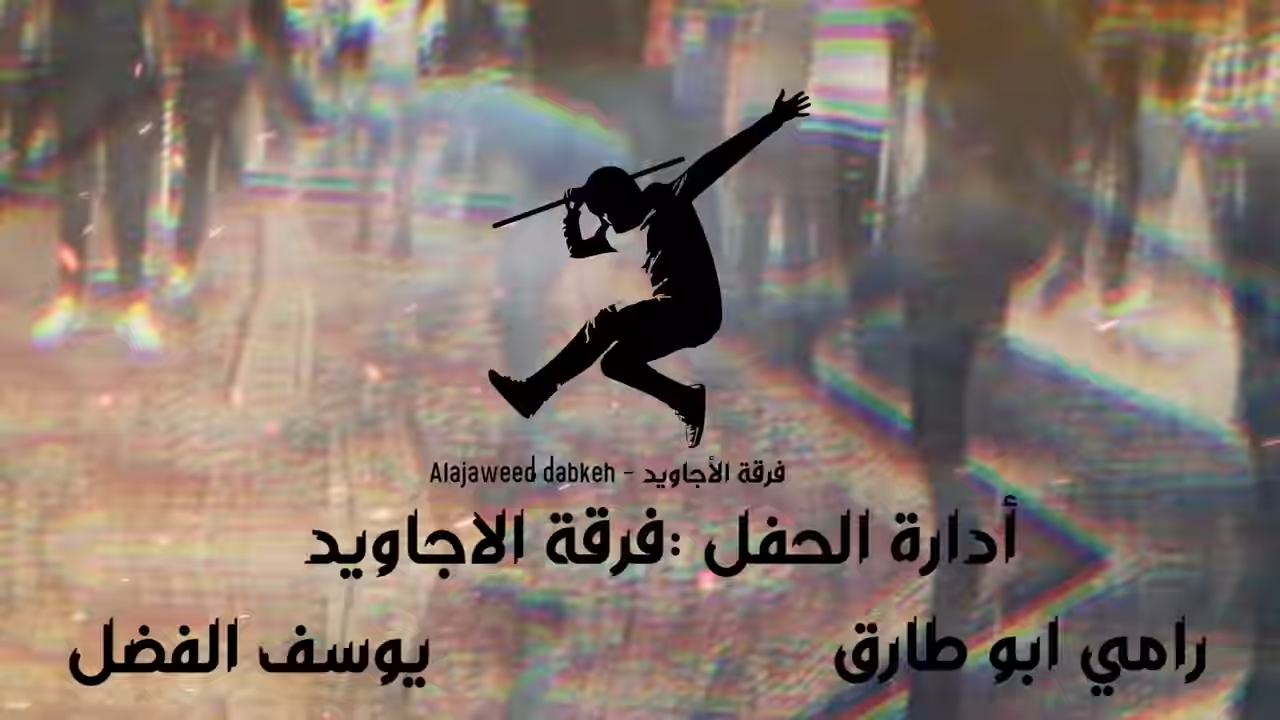 فرقة الأجاويد - Alajaweed dabkeh
أدارة الحفل :فرقة الاجاويد
رامي ابو طارق
يوسف الفضل